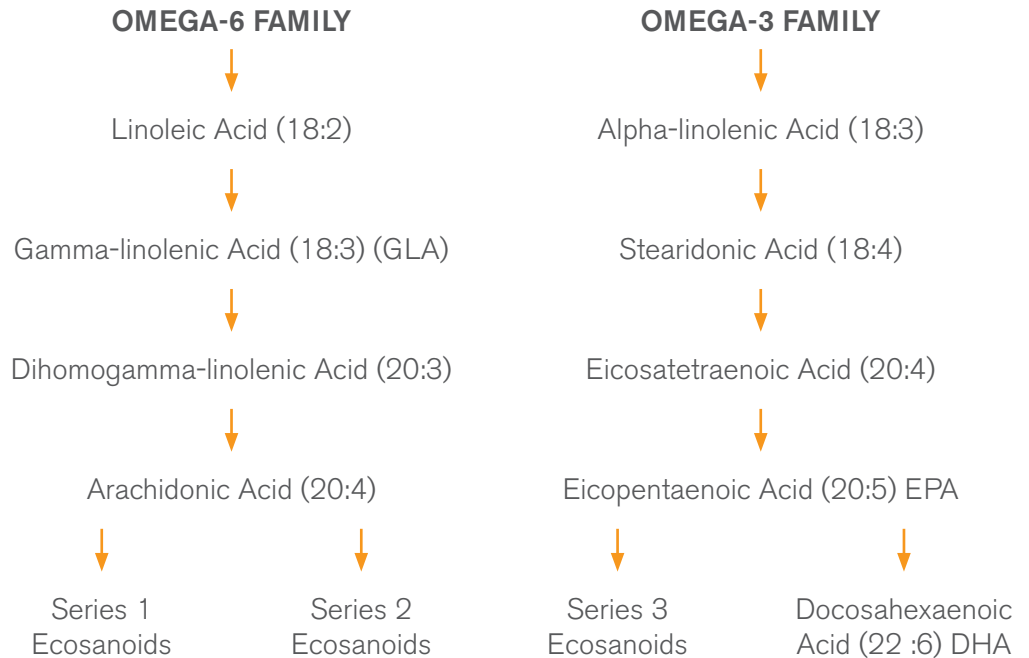 OMEGA-6 FAMILY
Linoleic Acid (18:2)
Gamma-linolenic Acid (18:3) (GLA)
Dihomogamma-linolenic Acid (20:3)
Arachidonic Acid (20:4)
Series 1
Ecosanoids
Series 2
Ecosanoids
OMEGA-3 FAMILY
Alpha-linolenic Acid (18:3)
Stearidonic Acid (18:4)
Eicosatetraenoic Acid (20:4)
Eicopentaenoic Acid (20:5) EPA
Series 3
Ecosanoids
Docosahexaenoic
Acid (22 :6) DHA